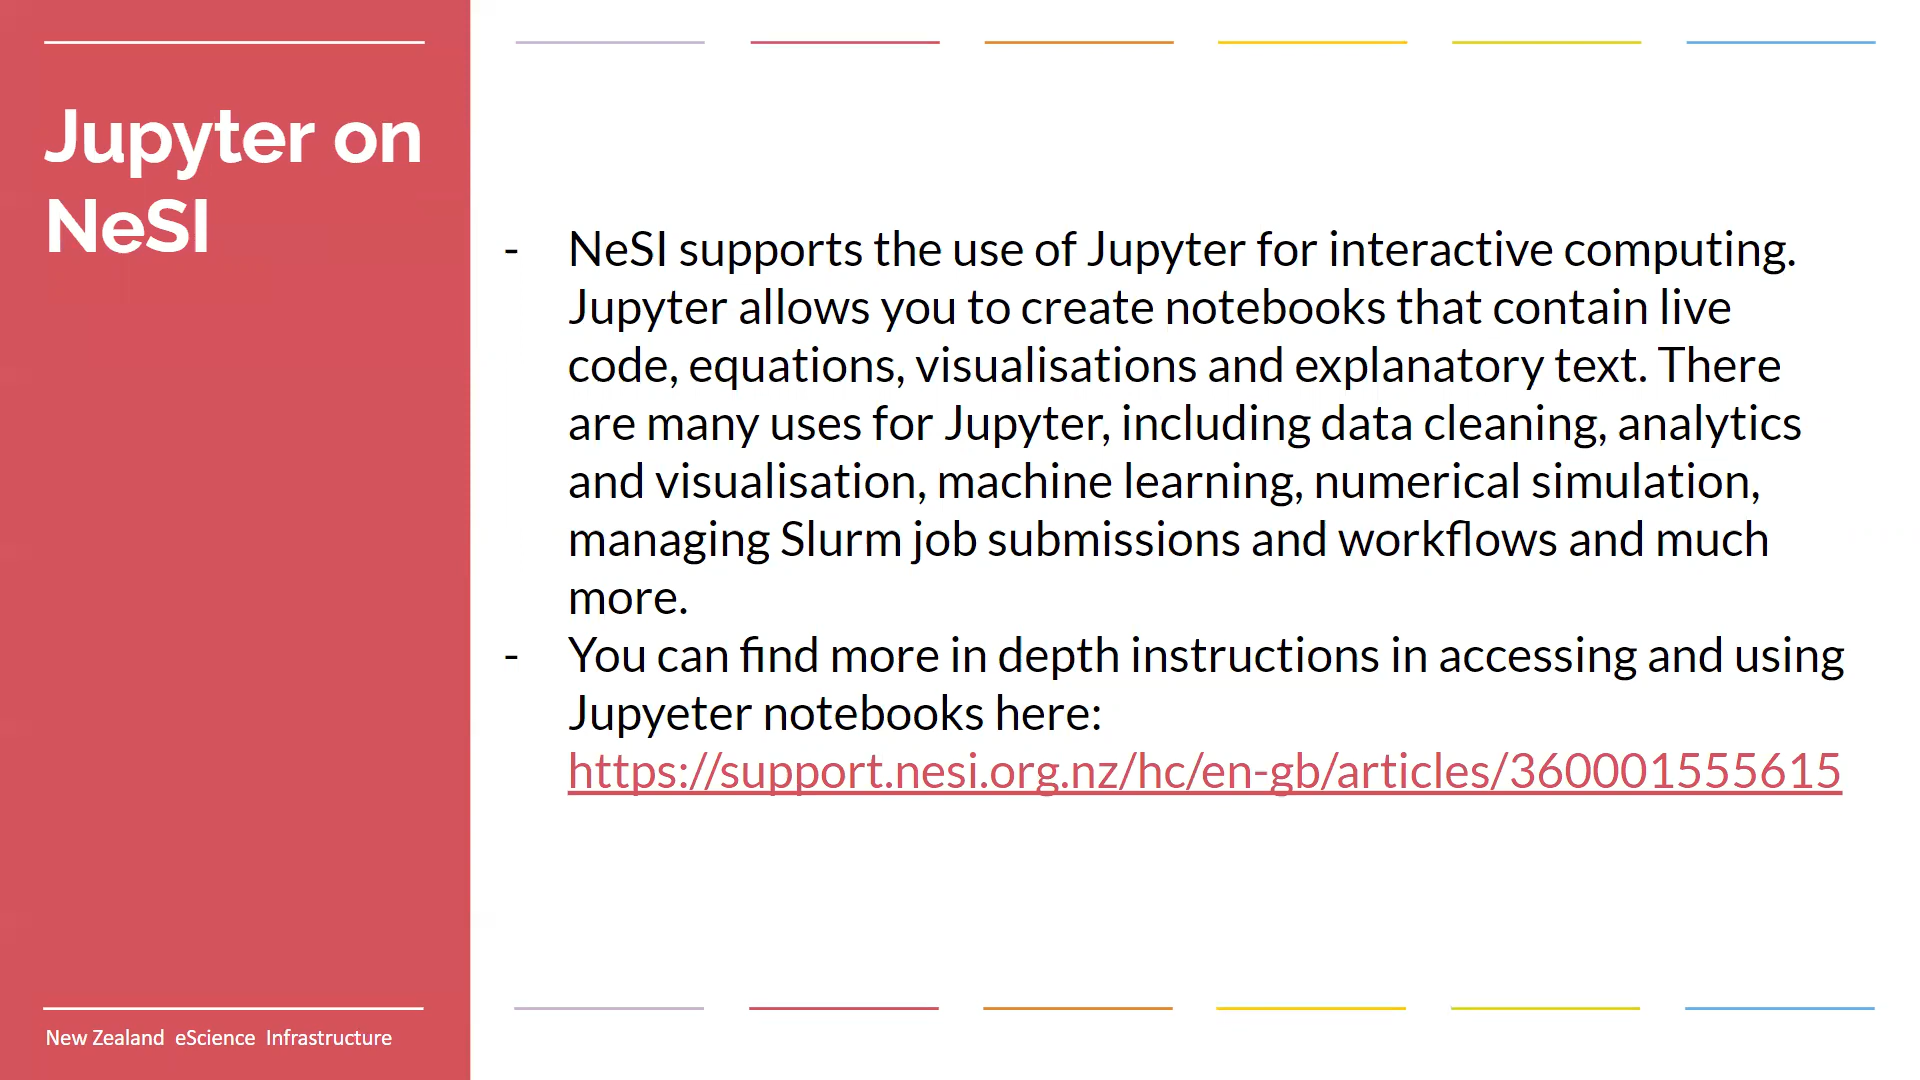 Jupyter on
NeSI
- NeSI supports the use of Jupyter for interactive computing.
Jupyter allows you to create notebooks that contain live
code, equations, visualisations and explanatory text. There
are many uses for Jupyter, including data cleaning, analytics
and visualisation, machine learning, numerical simulation,
managing Slurm job submissions and workflows and much
more.
- You can find more in depth instructions in accessing and using
Jupyeter notebooks here:
https://support.nesi.org.nz/hc/en-gb/articles/360001555615
New Zealand eScience Infrastructure